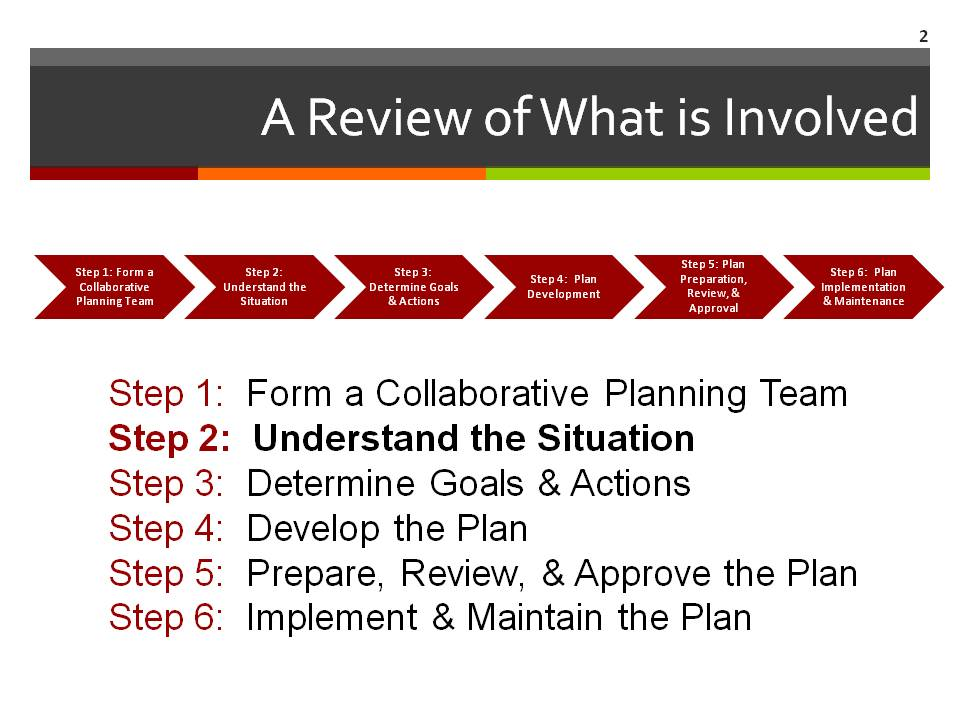 2
A Review of What is Involved
Step 1: Form a
Collaborative
Planning Team
Step 2:
Understand the
Situation
Step 3:
Determine Goals
& Actions
Step 4:  Plan
Development
Step 5: Plan
Preparation,
Review, &
Approval
Step 6:  Plan
Implementation
& Maintenance
Step 1:  Form a Collaborative Planning Team
Step 2:  Understand the Situation
Step 3:  Determine Goals & Actions
Step 4:  Develop the Plan
Step 5:  Prepare, Review, & Approve the Plan
Step 6:  Implement & Maintain the Plan